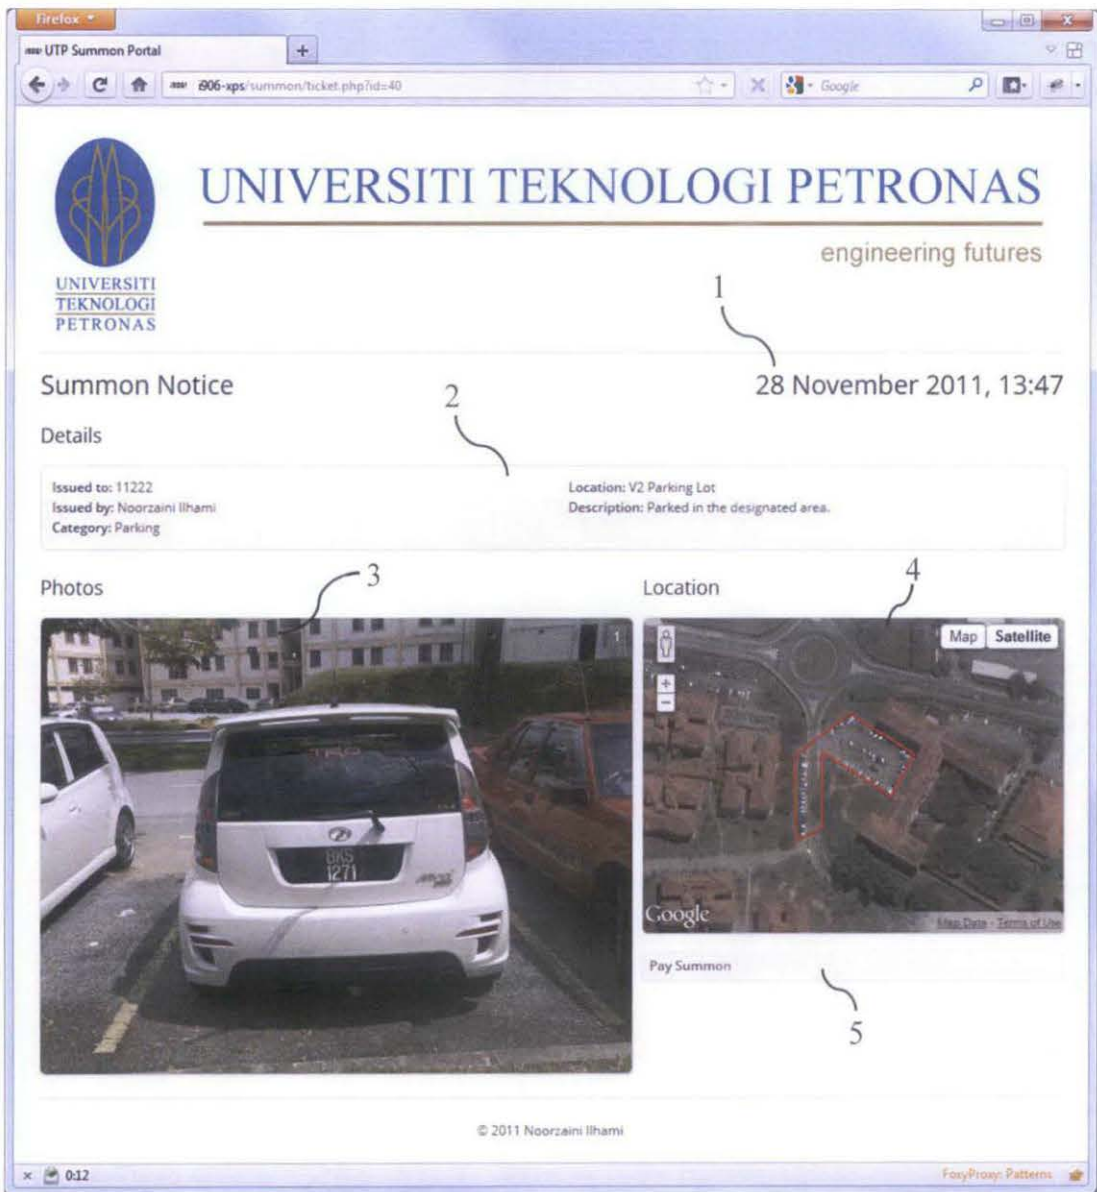 Firefox
UTP Summon Portal
i906-xps/summon/ticket.php?id=40
Google
UNIVERSITI TEKNOLOGI PETRONAS
engineering futures
UNIVERSITI
TEKNOLOGI
PETRONAS
1
Summon Notice
28 November 2011, 13:47
2
Details
Issued to: 11222
Location: V2 Parking Lot
Issued by: Noorzaini Ilhami
Description: Parked in the designated area.
Category: Parking
3
4
Photos
Location
1
Map
Satellite
TRD
BKS
1271
Google
Map Data - Terms of Use
Pay Summon
5
© 2011 Noorzaini Ilhami
0:12
FoxyProxy: Patterns